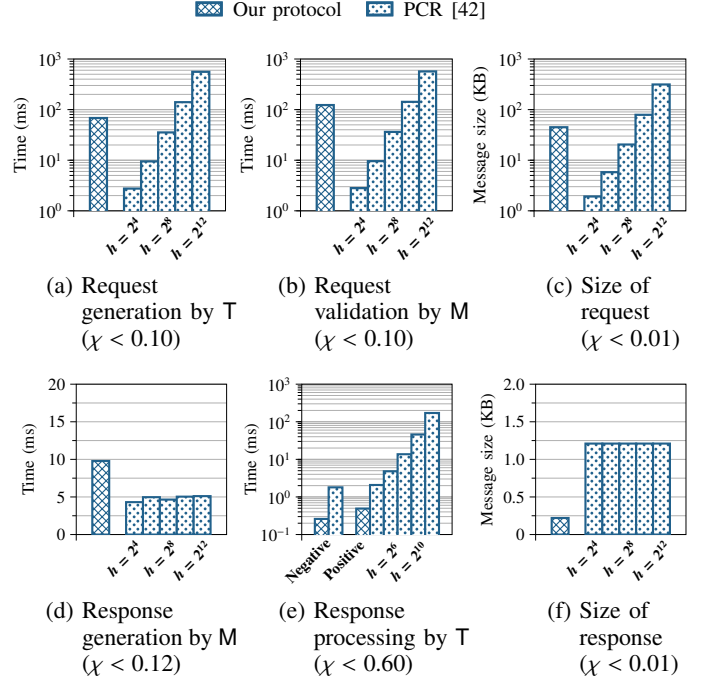 Our protocol PCR [42]
Time (ms)
10³
10²
10¹
10⁰
h = 2⁴
h = 2⁸
h = 2¹²
(a) Request
generation by T
(χ < 0.10)
Time (ms)
10³
10²
10¹
10⁰
h = 2⁴
h = 2⁸
h = 2¹²
(b) Request
validation by M
(χ < 0.10)
Message size (KB)
10³
10²
10¹
10⁰
h = 2⁴
h = 2⁸
h = 2¹²
(c) Size of
request
(χ < 0.01)
Time (ms)
20
15
10
5
0
h = 2⁴
h = 2⁸
h = 2¹²
(d) Response
generation by M
(χ < 0.12)
Time (ms)
10³
10²
10¹
10⁰
10⁻¹
Negative
Positive
h = 2⁶
h = 2¹⁰
(e) Response
processing by T
(χ < 0.60)
Message size (KB)
2.0
1.5
1.0
0.5
0
h = 2⁴
h = 2⁸
h = 2¹²
(f) Size of
response
(χ < 0.01)